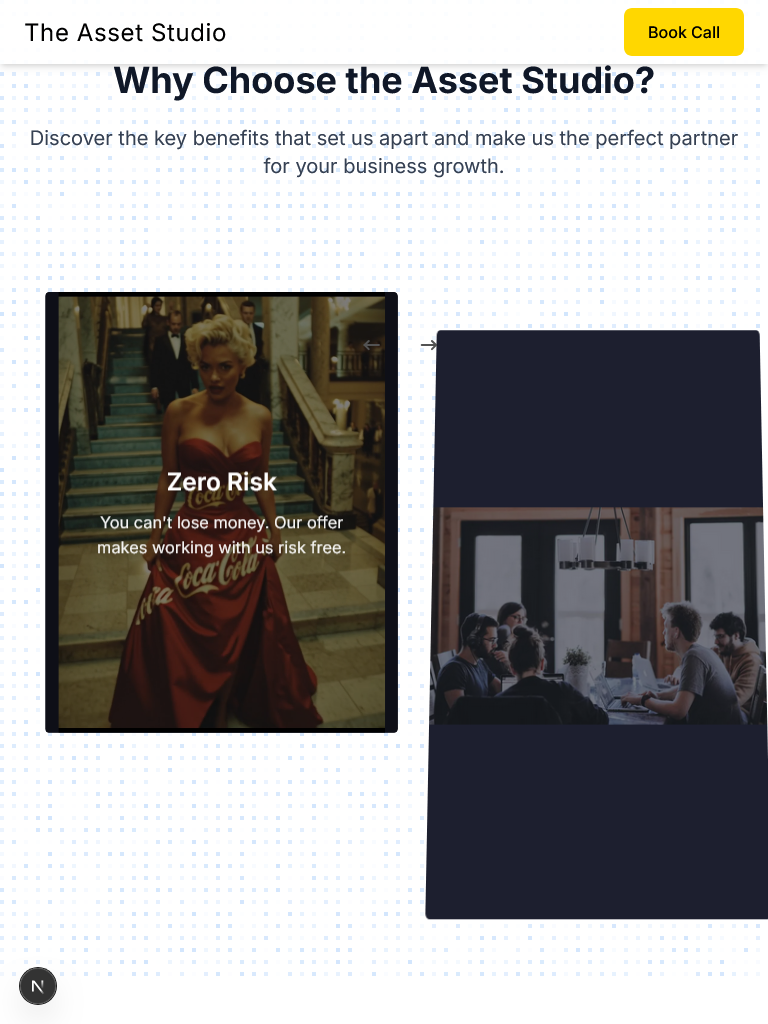 The Asset Studio
Book Call
Why Choose the Asset Studio?
Discover the key benefits that set us apart and make us the perfect partner
for your business growth.
← →
Zero Risk
Coca-Cola
You can't lose money. Our offer
makes working with us risk free.
Coca-Cola
N